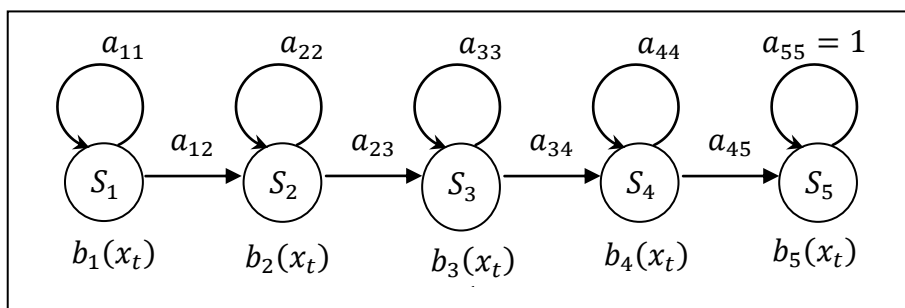 a₁₁ a₂₂ a₃₃ a₄₄ a₅₅ = 1
a₁₂ a₂₃ a₃₄ a₄₅
S₁ S₂ S₃ S₄ S₅
b₁(xₜ) b₂(xₜ) b₃(xₜ) b₄(xₜ) b₅(xₜ)